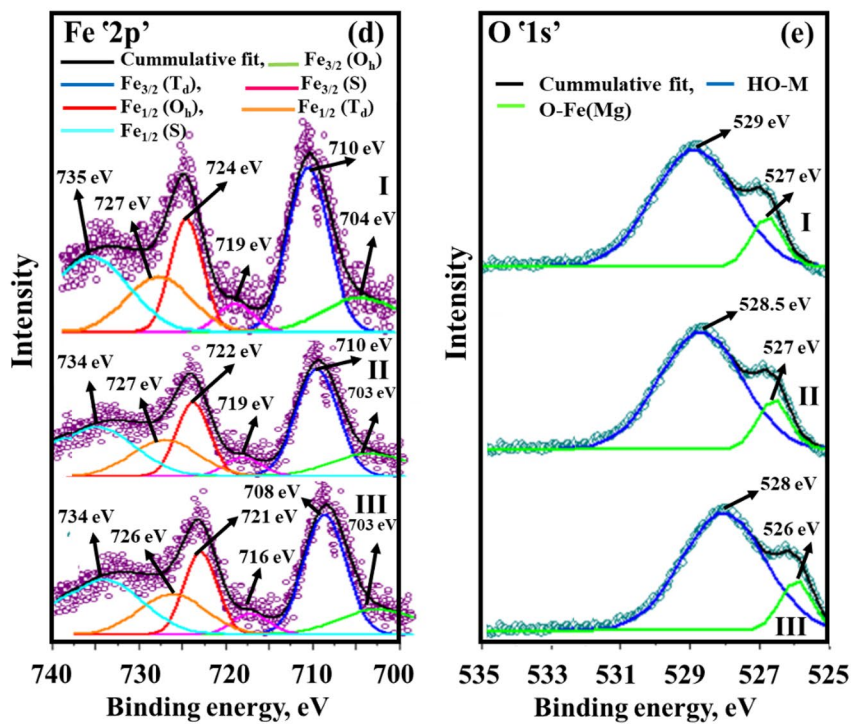 Fe ‘2p’ (d)
Cummulative fit, Fe3/2 (Oh)
Fe3/2 (Td), Fe3/2 (S)
Fe1/2 (Oh), Fe1/2 (Td)
Fe1/2 (S)
735 eV
727 eV
724 eV
719 eV
710 eV
I
704 eV
734 eV
727 eV
722 eV
719 eV
710 eV
II
703 eV
734 eV
726 eV
721 eV
716 eV
708 eV
III
703 eV
740 730 720 710 700
Binding energy, eV
Intensity
O ‘1s’ (e)
Cummulative fit, HO-M
O-Fe(Mg)
529 eV
527 eV
I
528.5 eV
527 eV
II
528 eV
526 eV
III
535 533 531 529 527 525
Binding energy, eV
Intensity